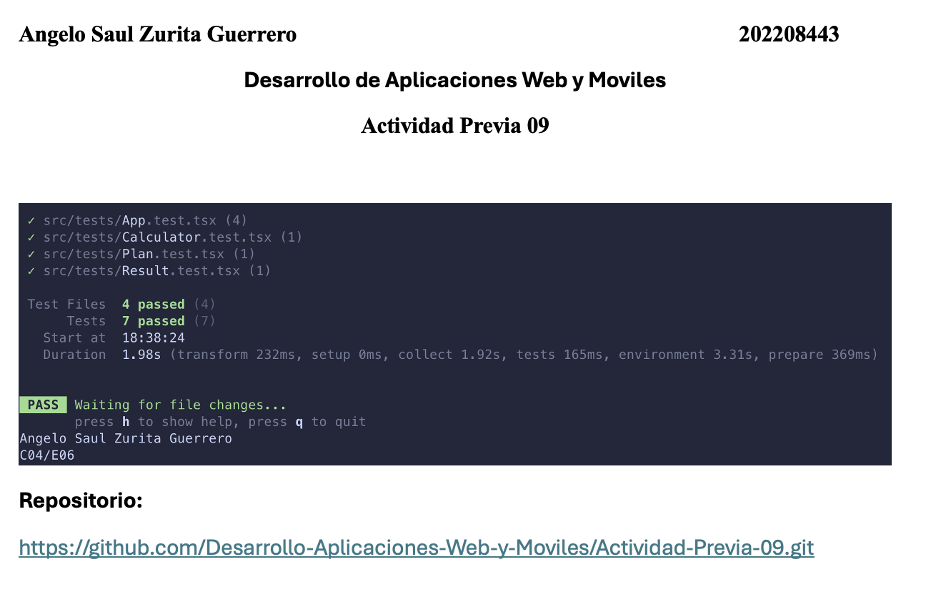 Angelo Saul Zurita Guerrero 202208443
Desarrollo de Aplicaciones Web y Moviles
Actividad Previa 09
✓ src/tests/App.test.tsx (4)
✓ src/tests/Calculator.test.tsx (1)
✓ src/tests/Plan.test.tsx (1)
✓ src/tests/Result.test.tsx (1)
Test Files 4 passed (4)
Tests 7 passed (7)
Start at 18:38:24
Duration 1.98s (transform 232ms, setup 0ms, collect 1.92s, tests 165ms, environment 3.31s, prepare 369ms)
PASS Waiting for file changes...
press h to show help, press q to quit
Angelo Saul Zurita Guerrero
C04/E06
Repositorio:
https://github.com/Desarrollo-Aplicaciones-Web-y-Moviles/Actividad-Previa-09.git